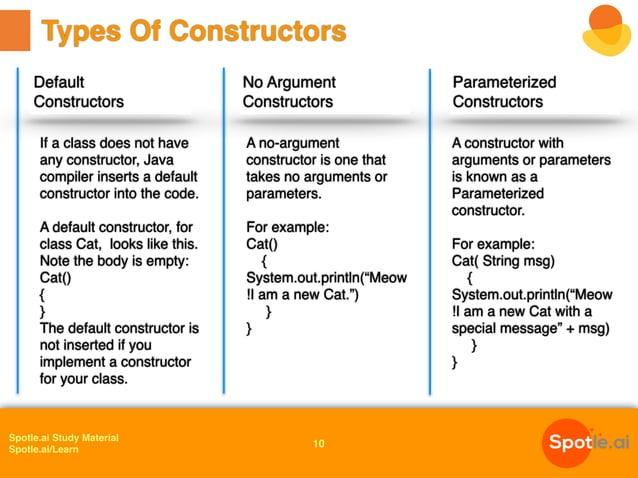 Types Of Constructors
Default
Constructors
If a class does not have
any constructor, Java
compiler inserts a default
constructor into the code.
A default constructor, for
class Cat,  looks like this.
Note the body is empty:
Cat()
{
}
The default constructor is
not inserted if you
implement a constructor
for your class.
No Argument
Constructors
A no-argument
constructor is one that
takes no arguments or
parameters.
For example:
Cat()
{
System.out.println(“Meow
!I am a new Cat.”)
}
}
Parameterized
Constructors
A constructor with
arguments or parameters
is known as a
Parameterized
constructor.
For example:
Cat( String msg)
{
System.out.println(“Meow
!I am a new Cat with a
special message” + msg)
}
}
Spotle.ai Study Material
Spotle.ai/Learn
10
Spotle.ai